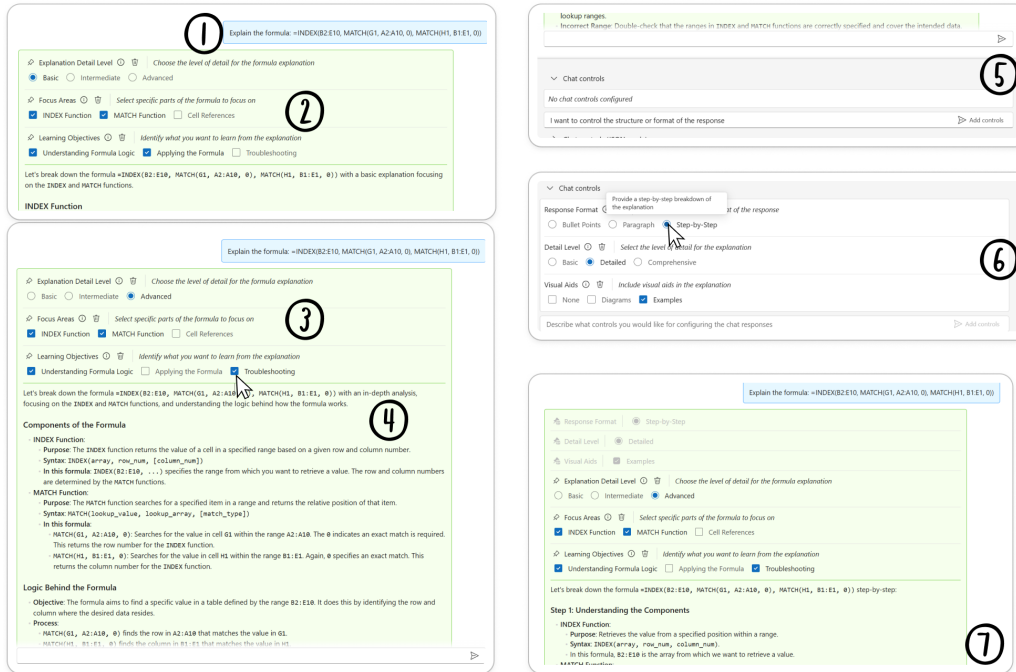 1
Explain the formula: =INDEX(B2:E10, MATCH(G1, A2:A10, 0), MATCH(H1, B1:E1, 0))
Explanation Detail Level Choose the level of detail for the formula explanation
Basic Intermediate Advanced
Focus Areas Select specific parts of the formula to focus on
2
INDEX Function MATCH Function Cell References
Learning Objectives Identify what you want to learn from the explanation
Understanding Formula Logic Applying the Formula Troubleshooting
Let's break down the formula =INDEX(B2:E10, MATCH(G1, A2:A10, 0), MATCH(H1, B1:E1, 0)) with a basic explanation focusing
on the INDEX and MATCH functions.
INDEX Function
Explain the formula: =INDEX(B2:E10, MATCH(G1, A2:A10, 0), MATCH(H1, B1:E1, 0))
Explanation Detail Level Choose the level of detail for the formula explanation
Basic Intermediate Advanced
Focus Areas Select specific parts of the formula to focus on
3
INDEX Function MATCH Function Cell References
Learning Objectives Identify what you want to learn from the explanation
Understanding Formula Logic Applying the Formula Troubleshooting
Let's break down the formula =INDEX(B2:E10, MATCH(G1, A2:A10, 0), MATCH(H1, B1:E1, 0)) with an in-depth analysis,
focusing on the INDEX and MATCH functions, and understanding the logic behind how the formula works.
4
Components of the Formula
INDEX Function:
Purpose: The INDEX function returns the value of a cell in a specified range based on a given row and column number.
Syntax: INDEX(array, row_num, [column_num])
In this formula: INDEX(B2:E10, ...) specifies the range from which you want to retrieve a value. The row and column numbers
are determined by the MATCH functions.
MATCH Function:
Purpose: The MATCH function searches for a specified item in a range and returns the relative position of that item.
Syntax: MATCH(lookup_value, lookup_array, [match_type])
In this formula:
MATCH(G1, A2:A10, 0): Searches for the value in cell G1 within the range A2:A10. The 0 indicates an exact match is required.
This returns the row number for the INDEX function.
MATCH(H1, B1:E1, 0): Searches for the value in cell H1 within the range B1:E1. Again, 0 specifies an exact match. This
returns the column number for the INDEX function.
Logic Behind the Formula
Objective: The formula aims to find a specific value in a table defined by the range B2:E10. It does this by identifying the row and
column where the desired data resides.
Process:
MATCH(G1, A2:A10, 0) finds the row in A2:A10 that matches the value in G1.
MATCH(H1, B1:E1, 0) finds the column in B1:E1 that matches the value in H1
lookup ranges.
Incorrect Range: Double-check that the ranges in INDEX and MATCH functions are correctly specified and cover the intended data.
5
Chat controls
No chat controls configured
I want to control the structure or format of the response Add controls
Chat controls
Provide a step-by-step breakdown of
the explanation
Response Format at of the response
Bullet Points Paragraph Step-by-Step
Detail Level Select the level of detail for the explanation
6
Basic Detailed Comprehensive
Visual Aids Include visual aids in the explanation
None Diagrams Examples
Describe what controls you would like for configuring the chat responses Add controls
Explain the formula: =INDEX(B2:E10, MATCH(G1, A2:A10, 0), MATCH(H1, B1:E1, 0))
Response Format Step-by-Step
Detail Level Detailed
Visual Aids Examples
Explanation Detail Level Choose the level of detail for the formula explanation
Basic Intermediate Advanced
Focus Areas Select specific parts of the formula to focus on
INDEX Function MATCH Function Cell References
Learning Objectives Identify what you want to learn from the explanation
Understanding Formula Logic Applying the Formula Troubleshooting
Let's break down the formula =INDEX(B2:E10, MATCH(G1, A2:A10, 0), MATCH(H1, B1:E1, 0)) step-by-step:
Step 1: Understanding the Components
INDEX Function:
Purpose: Retrieves the value from a specified position within a range.
Syntax: INDEX(array, row_num, column_num).
In this formula, B2:E10 is the array from which we want to retrieve a value.
MATCH Function:
7